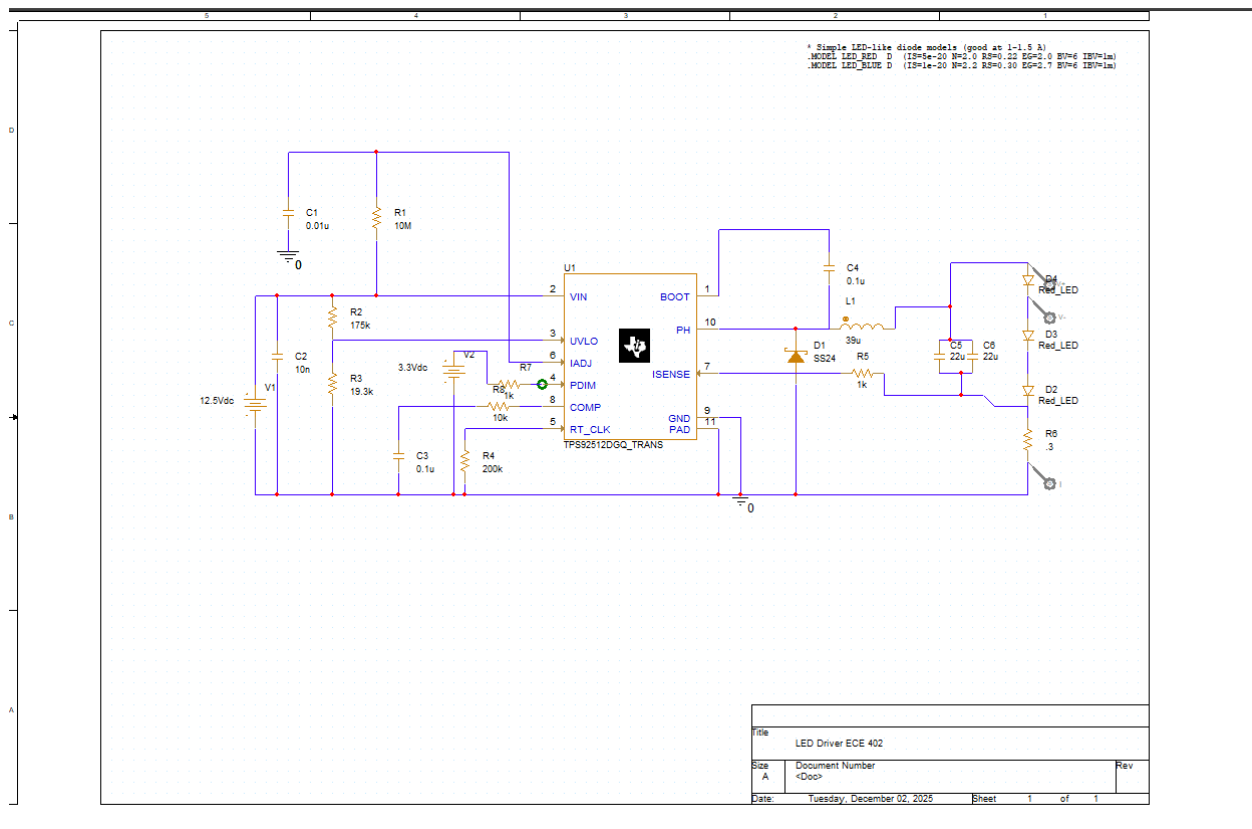 5 4 3 2 1
* Simple LED-like diode models (good at 1-1.5 A)
.MODEL LED_RED D (IS=5e-20 N=2.0 RS=0.22 EG=2.0 BV=6 IBV=1m)
.MODEL LED_BLUE D (IS=1e-20 N=2.2 RS=0.30 EG=2.7 BV=6 IBV=1m)
D
C
B
A
C1
0.01u
0
R1
10M
R2
175k
R3
19.3k
C2
10n
V1
12.5Vdc
V2
3.3Vdc
R7
1k
R8
10k
C3
0.1u
R4
200k
U1
2 VIN
3 UVLO
6 IADJ
4 PDIM
8 COMP
5 RT_CLK
BOOT 1
PH 10
ISENSE 7
GND 9
PAD 11
TPS92512DGQ_TRANS
0
C4
0.1u
L1
39u
D1
SS24
R5
1k
C5
22u
C6
22u
D4
Red_LED
V-
D3
Red_LED
D2
Red_LED
R6
.3
I
Title
LED Driver ECE 402
Size
A
Document Number
<Doc>
Rev
Date: Tuesday, December 02, 2025 Sheet 1 of 1